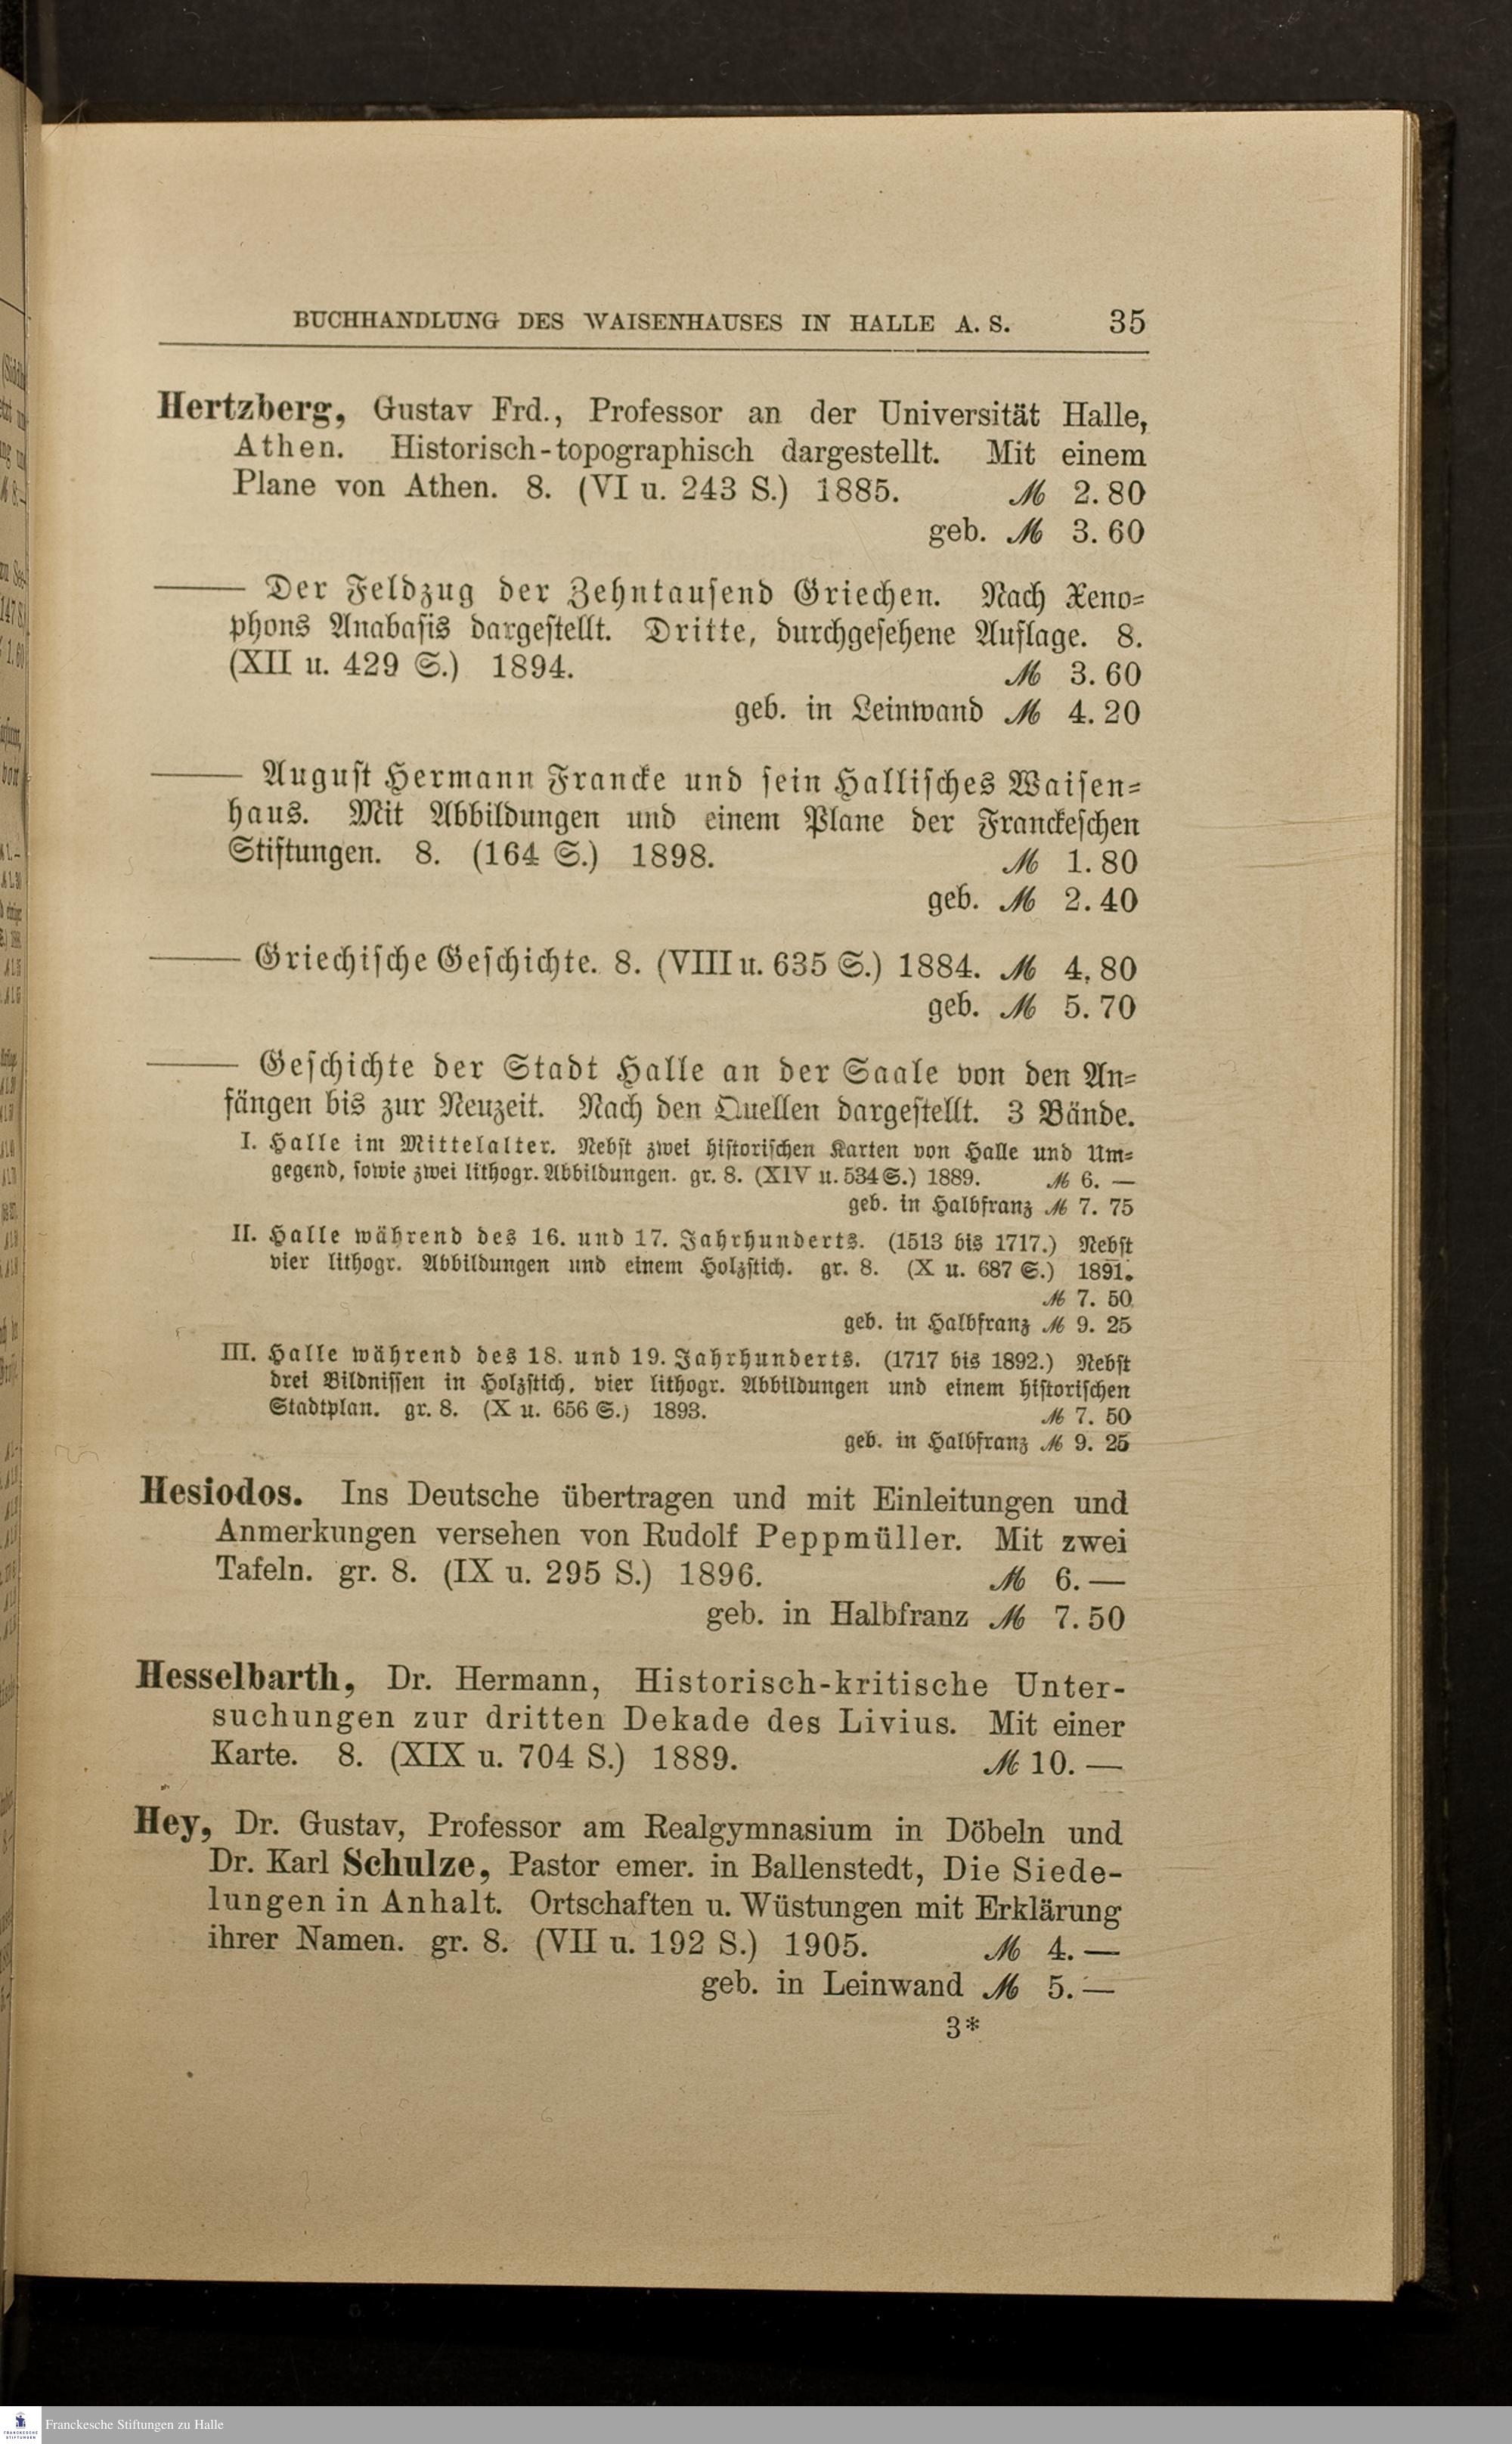 BUCHHANDLUNG DES WAISENHAUSES IN HALLE A. S. 35
Hertzberg, Gustav Frd., Professor an der Universität Halle,
Athen. Historisch-topographisch dargestellt. Mit einem
Plane von Athen. 8. (VI u. 243 S.) 1885. ℳ 2.80
geb. ℳ 3.60
—— Der Feldzug der Zehntausend Griechen. Nach Xeno-
phons Anabasis dargestellt. Dritte, durchgesehene Auflage. 8.
(XII u. 429 S.) 1894. ℳ 3.60
geb. in Leinwand ℳ 4.20
—— August Hermann Francke und sein Hallisches Waisen-
haus. Mit Abbildungen und einem Plane der Franckeschen
Stiftungen. 8. (164 S.) 1898. ℳ 1.80
geb. ℳ 2.40
—— Griechische Geschichte. 8. (VIII u. 635 S.) 1884. ℳ 4.80
geb. ℳ 5.70
—— Geschichte der Stadt Halle an der Saale von den An-
fängen bis zur Neuzeit. Nach den Quellen dargestellt. 3 Bände.
I. Halle im Mittelalter. Nebst zwei historischen Karten von Halle und Um-
gegend, sowie zwei lithogr. Abbildungen. gr. 8. (XIV u. 534 S.) 1889. ℳ 6. —
geb. in Halbfranz ℳ 7. 75
II. Halle während des 16. und 17. Jahrhunderts. (1513 bis 1717.) Nebst
vier lithogr. Abbildungen und einem Holzstich. gr. 8. (X u. 687 S.) 1891.
ℳ 7. 50
geb. in Halbfranz ℳ 9. 25
III. Halle während des 18. und 19. Jahrhunderts. (1717 bis 1892.) Nebst
drei Bildnissen in Holzstich, vier lithogr. Abbildungen und einem historischen
Stadtplan. gr. 8. (X u. 656 S.) 1893. ℳ 7. 50
geb. in Halbfranz ℳ 9. 25
Hesiodos. Ins Deutsche übertragen und mit Einleitungen und
Anmerkungen versehen von Rudolf Peppmüller. Mit zwei
Tafeln. gr. 8. (IX u. 295 S.) 1896. ℳ 6.—
geb. in Halbfranz ℳ 7.50
Hesselbarth, Dr. Hermann, Historisch-kritische Unter-
suchungen zur dritten Dekade des Livius. Mit einer
Karte. 8. (XIX u. 704 S.) 1889. ℳ 10. —
Hey, Dr. Gustav, Professor am Realgymnasium in Döbeln und
Dr. Karl Schulze, Pastor emer. in Ballenstedt, Die Siede-
lungen in Anhalt. Ortschaften u. Wüstungen mit Erklärung
ihrer Namen. gr. 8. (VII u. 192 S.) 1905. ℳ 4.—
geb. in Leinwand ℳ 5.—
3*
FRANCKESCHE
STIFTUNGEN
Franckesche Stiftungen zu Halle